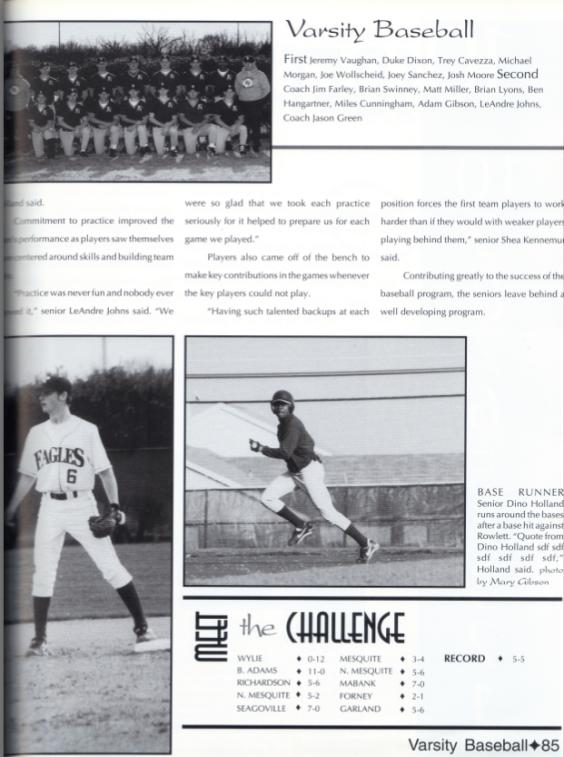 Varsity Baseball
First Jeremy Vaughan, Duke Dixon, Trey Cavezza, Michael
Morgan, Joe Wollscheid, Joey Sanchez, Josh Moore Second
Coach Jim Farley, Brian Swinney, Matt Miller, Brian Lyons, Ben
Hangartner, Miles Cunningham, Adam Gibson, LeAndre Johns,
Coach Jason Green
said.
Commitment to practice improved the
performance as players saw themselves
around skills and building team
"Practice was never fun and nobody ever
it," senior LeAndre Johns said. "We
were so glad that we took each practice
seriously for it helped to prepare us for each
game we played."
Players also came off of the bench to
make key contributions in the games whenever
the key players could not play.
"Having such talented backups at each
position forces the first team players to work
harder than if they would with weaker players
playing behind them," senior Shea Kennemu
said.
Contributing greatly to the success of the
baseball program, the seniors leave behind a
well developing program.
EAGLES
6
BASE RUNNER
Senior Dino Holland
runs around the bases
after a base hit against
Rowlett. "Quote from
Dino Holland sdf sdf
sdf sdf sdf sdf,"
Holland said. photo
by Mary Gibson
MEET the CHALLENGE
WYLIE ♦ 0-12
B. ADAMS ♦ 11-0
RICHARDSON ♦ 5-6
N. MESQUITE ♦ 5-2
SEAGOVILLE ♦ 7-0
MESQUITE ♦ 3-4
N. MESQUITE ♦ 5-6
MABANK ♦ 7-0
FORNEY ♦ 2-1
GARLAND ♦ 5-6
RECORD ♦ 5-5
Varsity Baseball♦85